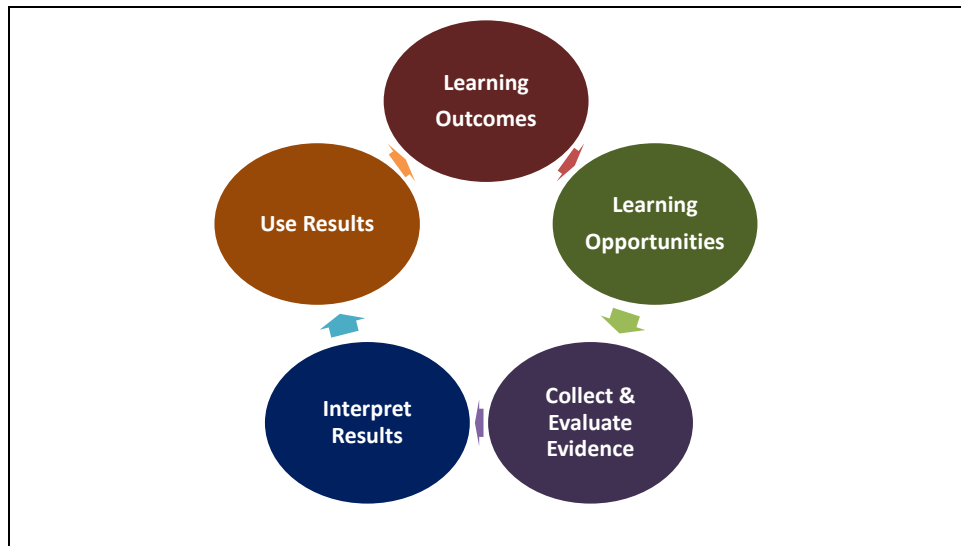 Learning
Outcomes
Learning
Opportunities
Collect &
Evaluate
Evidence
Interpret
Results
Use Results